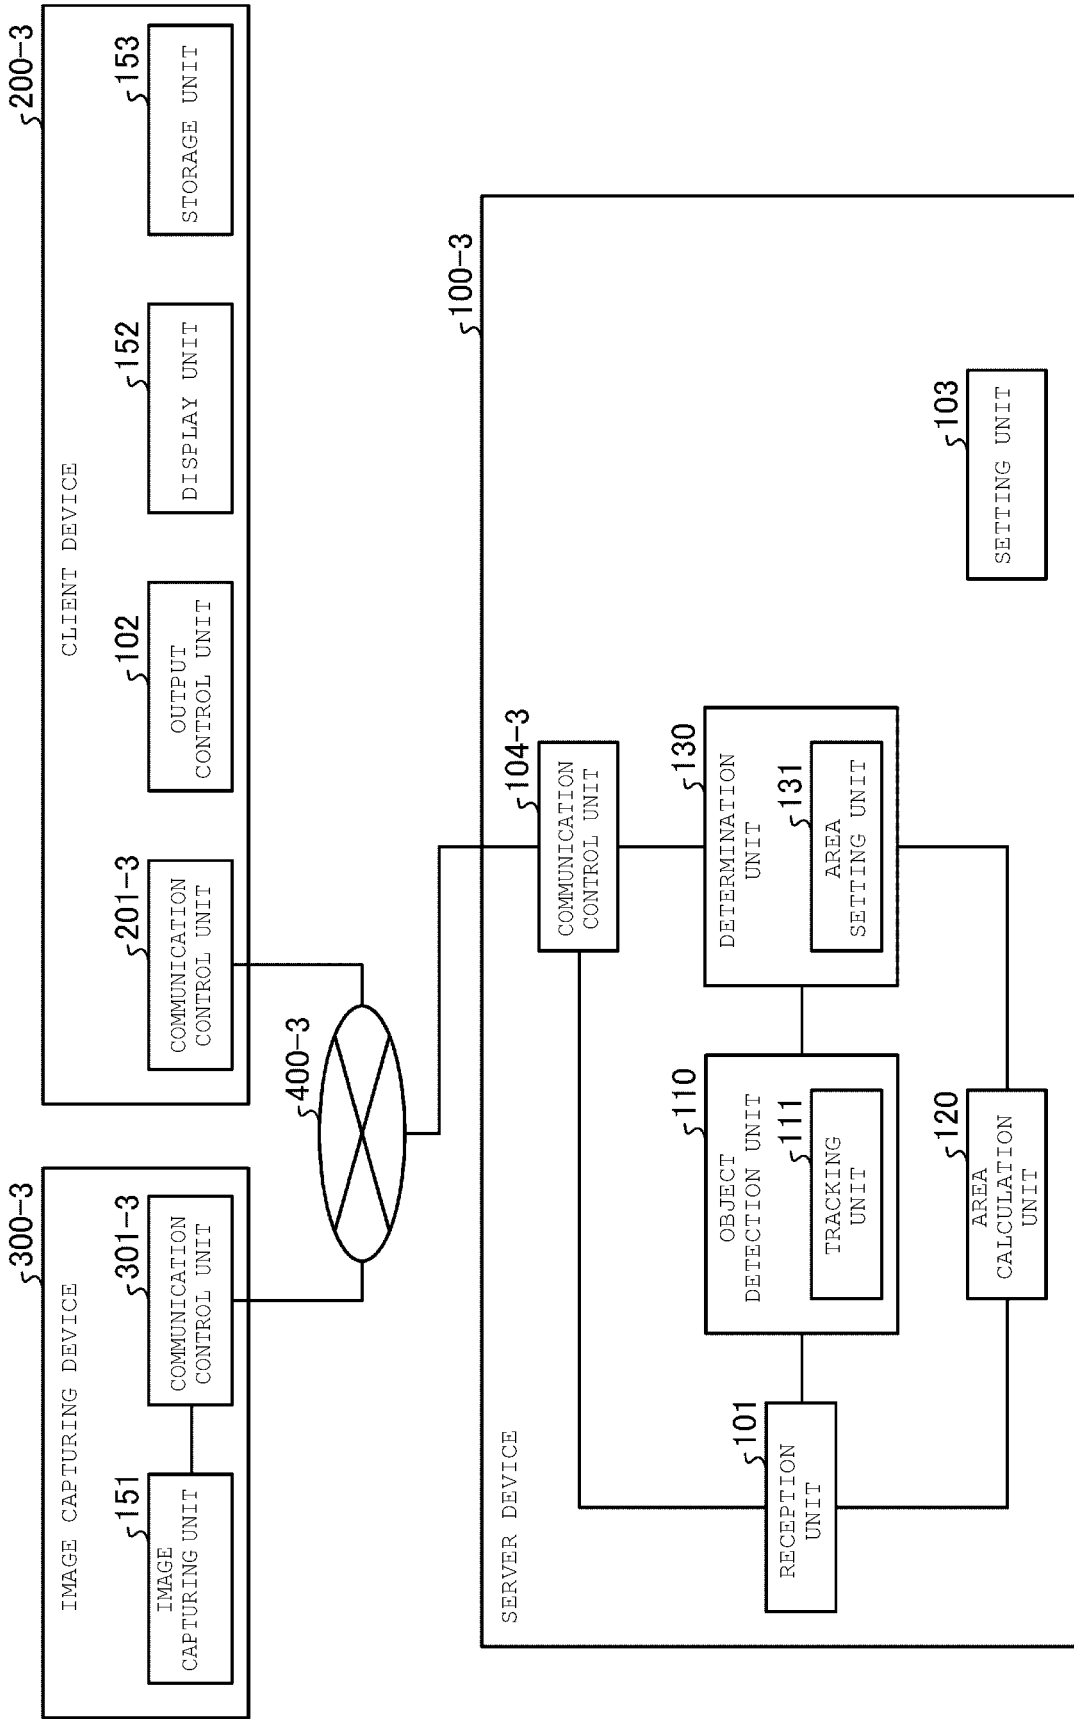 300-3
IMAGE CAPTURING DEVICE
151
IMAGE
CAPTURING UNIT
301-3
COMMUNICATION
CONTROL UNIT
200-3
CLIENT DEVICE
201-3
COMMUNICATION
CONTROL UNIT
102
OUTPUT
CONTROL UNIT
152
DISPLAY UNIT
153
STORAGE UNIT
400-3
100-3
SERVER DEVICE
104-3
COMMUNICATION
CONTROL UNIT
101
RECEPTION
UNIT
110
OBJECT
DETECTION UNIT
111
TRACKING
UNIT
130
DETERMINATION
UNIT
131
AREA
SETTING UNIT
120
AREA
CALCULATION
UNIT
103
SETTING UNIT